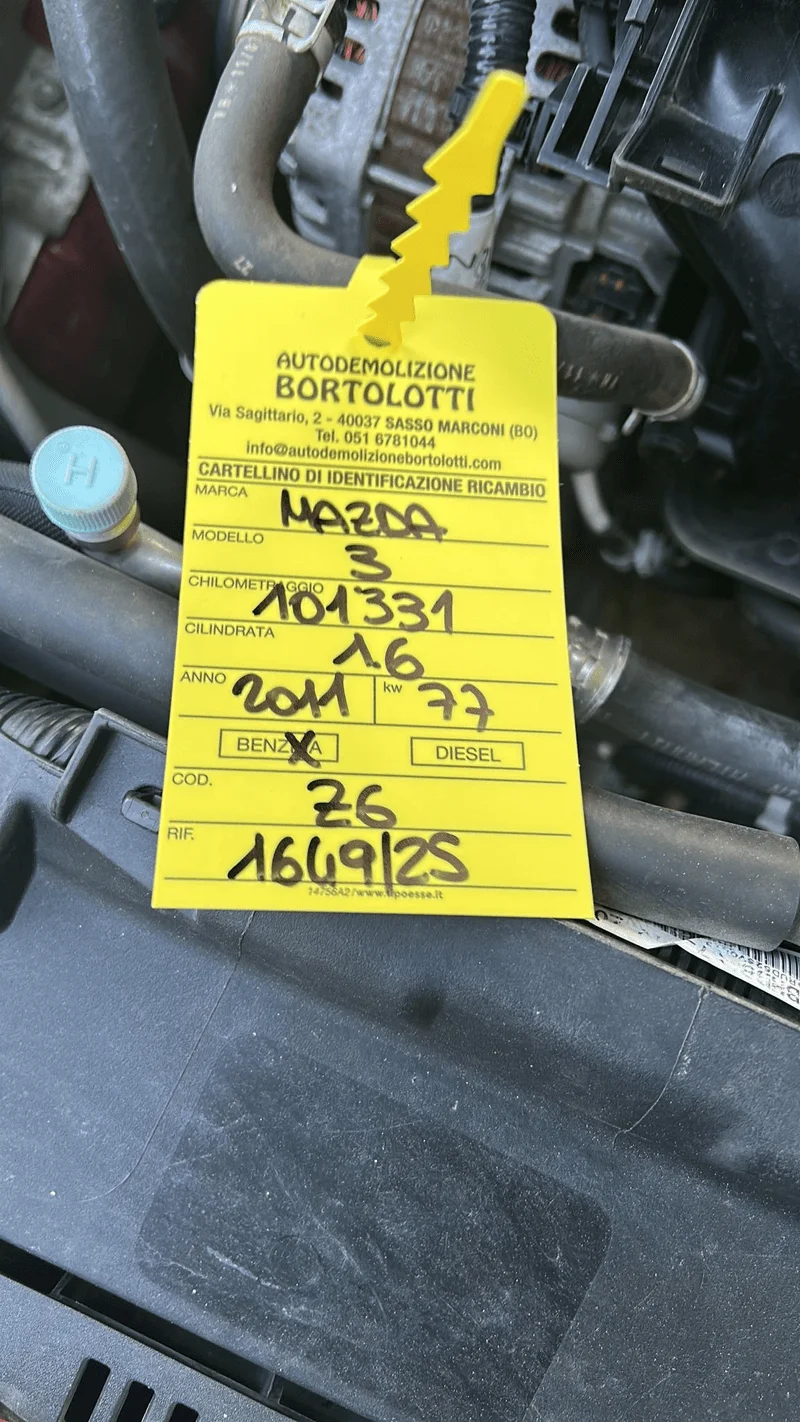 H
AUTODEMOLIZIONE
BORTOLOTTI
Via Sagittario, 2 - 40037 SASSO MARCONI (BO)
Tel. 051 6781044
info@autodemolizionebortolotti.com
CARTELLINO DI IDENTIFICAZIONE RICAMBIO
MARCA MAZDA
MODELLO 3
CHILOMETRAGGIO 101331
CILINDRATA 1.6
ANNO 2011 kw 77
BENZINA X DIESEL
COD. Z6
RIF. 1649/25